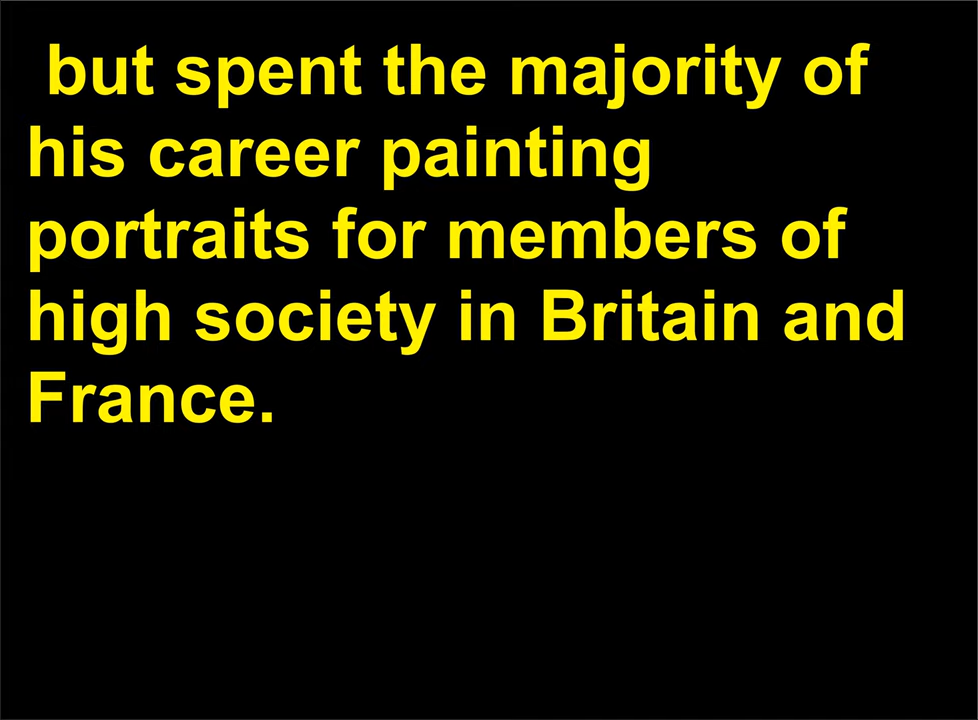 but spent the majority of
his career painting
portraits for members of
high society in Britain and
France.